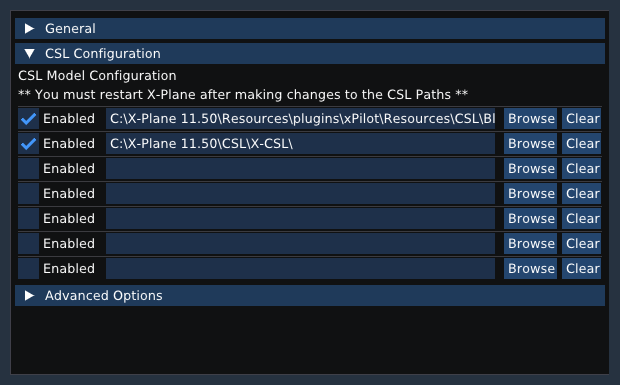 General
CSL Configuration
CSL Model Configuration
** You must restart X-Plane after making changes to the CSL Paths **
Enabled C:\X-Plane 11.50\Resources\plugins\xPilot\Resources\CSL\Bl Browse Clear
Enabled C:\X-Plane 11.50\CSL\X-CSL\ Browse Clear
Enabled Browse Clear
Enabled Browse Clear
Enabled Browse Clear
Enabled Browse Clear
Enabled Browse Clear
Advanced Options